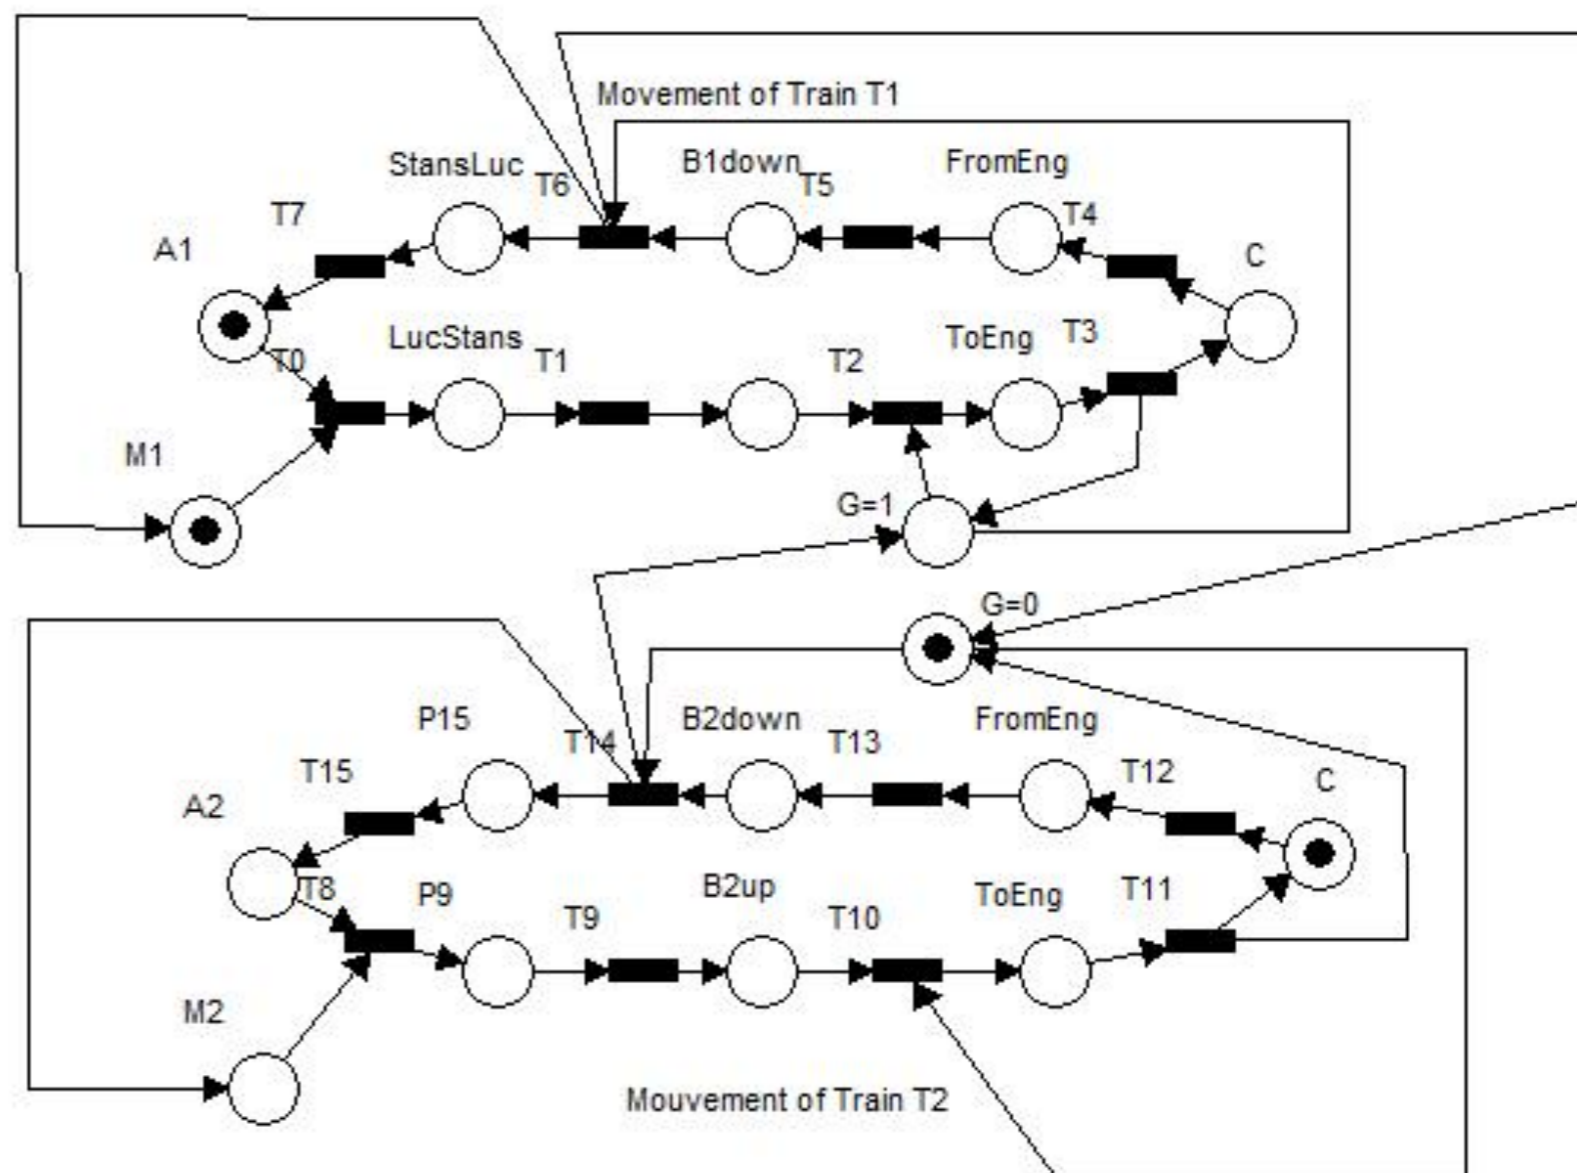 Movement of Train T1
StansLuc
T6
B1down
T5
FromEng
T7
T4
A1
C
LucStans
T0
T1
T2
ToEng
T3
M1
G=1
G=0
P15
T14
B2down
T13
FromEng
T15
T12
C
A2
T8
P9
T9
B2up
T10
ToEng
T11
M2
Mouvement of Train T2